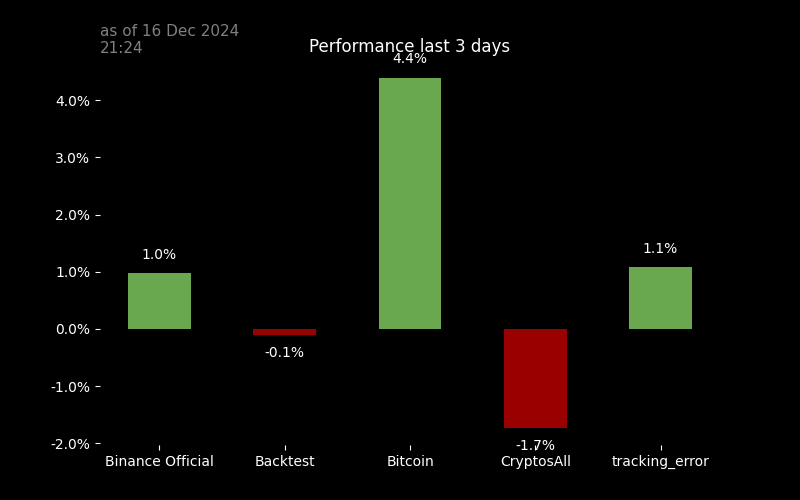 as of 16 Dec 2024
21:24
Performance last 3 days
4.4%
4.0%
3.0%
2.0%
1.0%
0.0%
-1.0%
-2.0%
1.0%
-0.1%
-1.7%
1.1%
Binance Official
Backtest
Bitcoin
CryptosAll
tracking_error